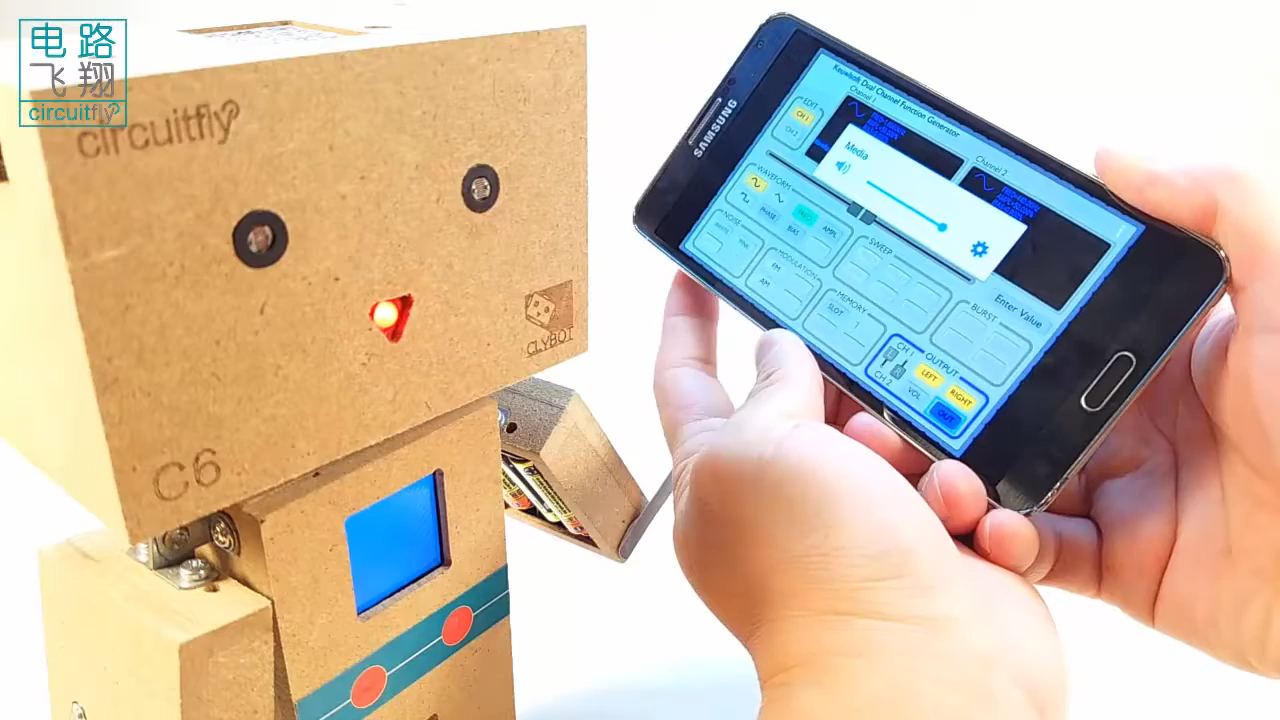 电路
飞翔
circuitfly
circuitfly
CLYBOT
C6
SAMSUNG
Keuwlsoft Dual Channel Function Generator
EDIT
CH 1
CH 2
Channel 1
Channel 2
Media
WAVEFORM
PHASE
BIAS
AMPL
NOISE
WHITE
PINK
MODULATION
FM
AM
SWEEP
MEMORY
SLOT
BURST
Enter Value
OUTPUT
CH 1
CH 2
LEFT
RIGHT
VOL
OUT